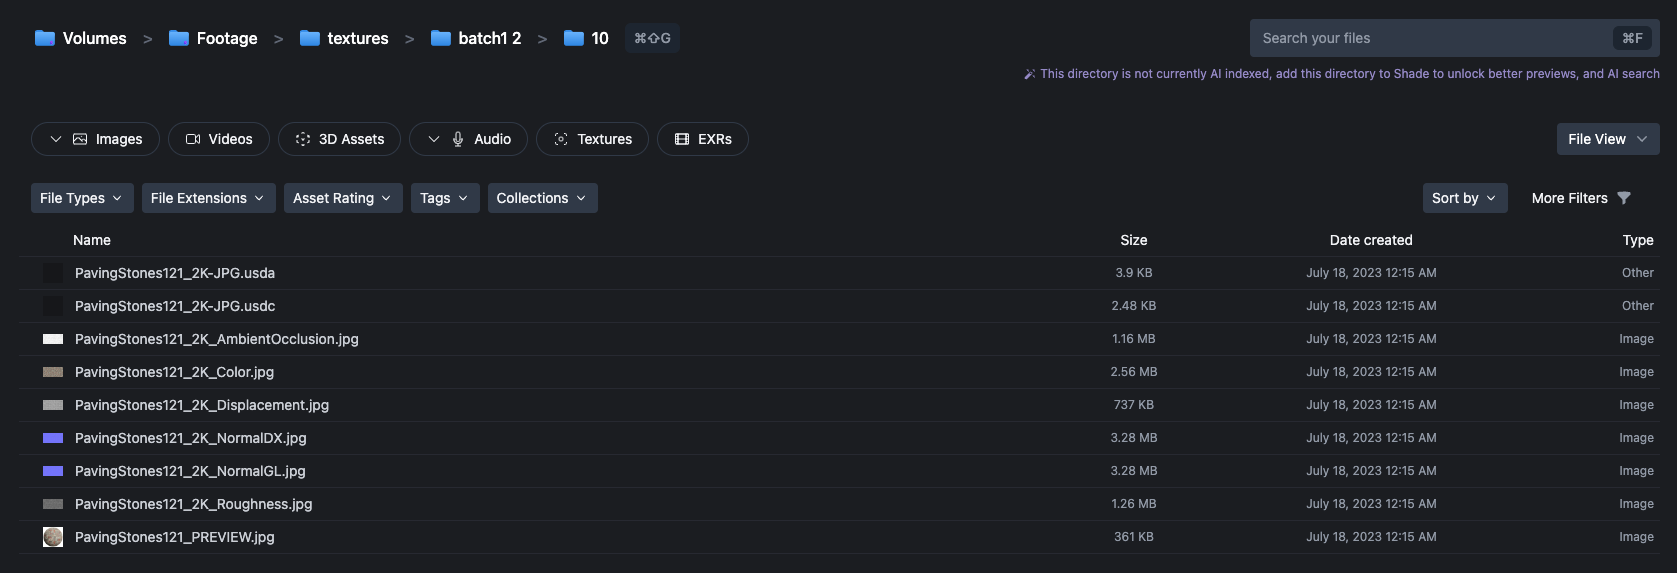 Volumes > Footage > textures > batch1 2 > 10 ⌘⇧G
Search your files ⌘F
This directory is not currently AI indexed, add this directory to Shade to unlock better previews, and AI search
Images Videos 3D Assets Audio Textures EXRs File View
File Types File Extensions Asset Rating Tags Collections Sort by More Filters
Name Size Date created Type
PavingStones121_2K-JPG.usda 3.9 KB July 18, 2023 12:15 AM Other
PavingStones121_2K-JPG.usdc 2.48 KB July 18, 2023 12:15 AM Other
PavingStones121_2K_AmbientOcclusion.jpg 1.16 MB July 18, 2023 12:15 AM Image
PavingStones121_2K_Color.jpg 2.56 MB July 18, 2023 12:15 AM Image
PavingStones121_2K_Displacement.jpg 737 KB July 18, 2023 12:15 AM Image
PavingStones121_2K_NormalDX.jpg 3.28 MB July 18, 2023 12:15 AM Image
PavingStones121_2K_NormalGL.jpg 3.28 MB July 18, 2023 12:15 AM Image
PavingStones121_2K_Roughness.jpg 1.26 MB July 18, 2023 12:15 AM Image
PavingStones121_PREVIEW.jpg 361 KB July 18, 2023 12:15 AM Image